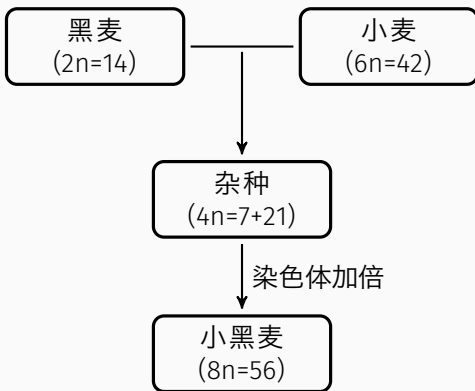 黑麦
(2n=14)
小麦
(6n=42)
杂种
(4n=7+21)
染色体加倍
小黑麦
(8n=56)